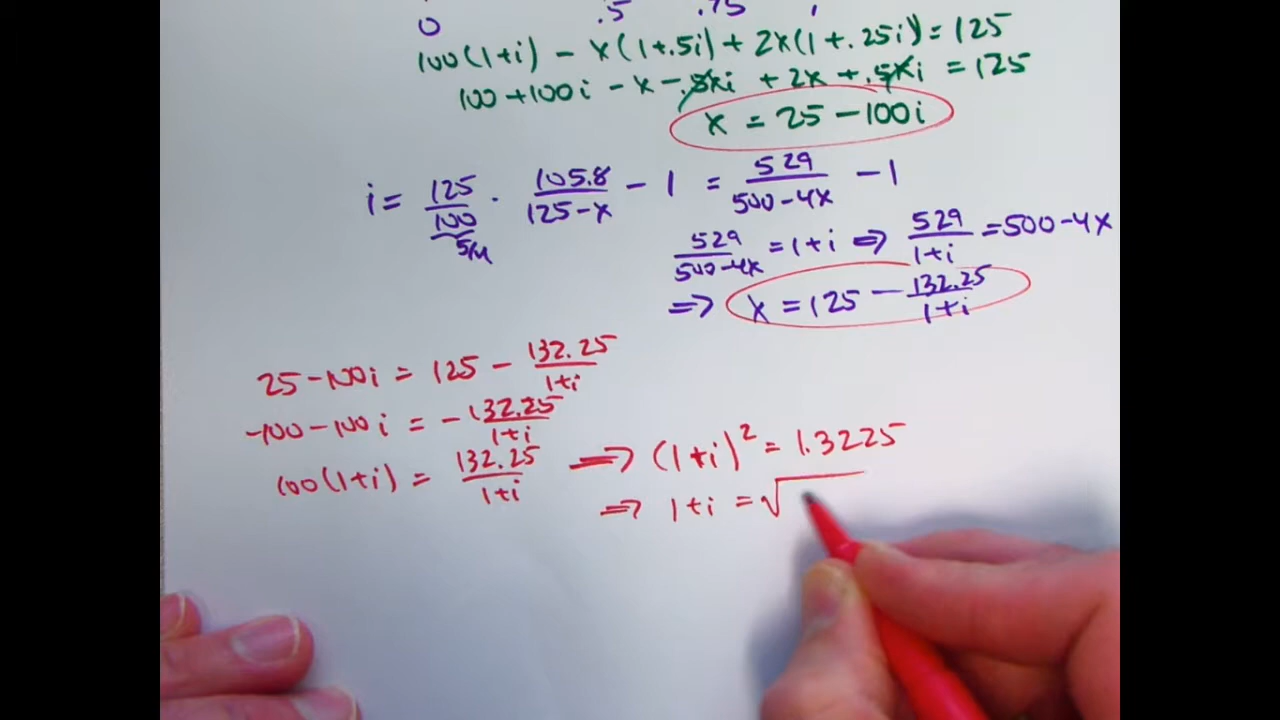 0 .5 .75 1
100(1+i) - x(1+.5i) + 2x(1+.25i) = 125
100 + 100i - x - .5xi + 2x + .5xi = 125
x = 25 - 100i
i = 125/100 · 105.8/125-x - 1 = 529/500-4x - 1
5/4
529/500-4x = 1+i ⇒ 529/1+i = 500-4x
⇒ x = 125 - 132.25/1+i
25 - 100i = 125 - 132.25/1+i
-100 - 100i = - 132.25/1+i
100(1+i) = 132.25/1+i ⇒ (1+i)² = 1.3225
⇒ 1+i = √